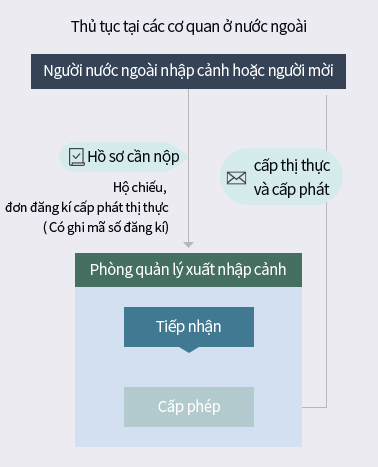 Thủ tục tại các cơ quan ở nước ngoài
Người nước ngoài nhập cảnh hoặc người mời
Hồ sơ cần nộp
Hộ chiếu,
đơn đăng kí cấp phát thị thực
( Có ghi mã số đăng kí)
cấp thị thực
và cấp phát
Phòng quản lý xuất nhập cảnh
Tiếp nhận
Cấp phép